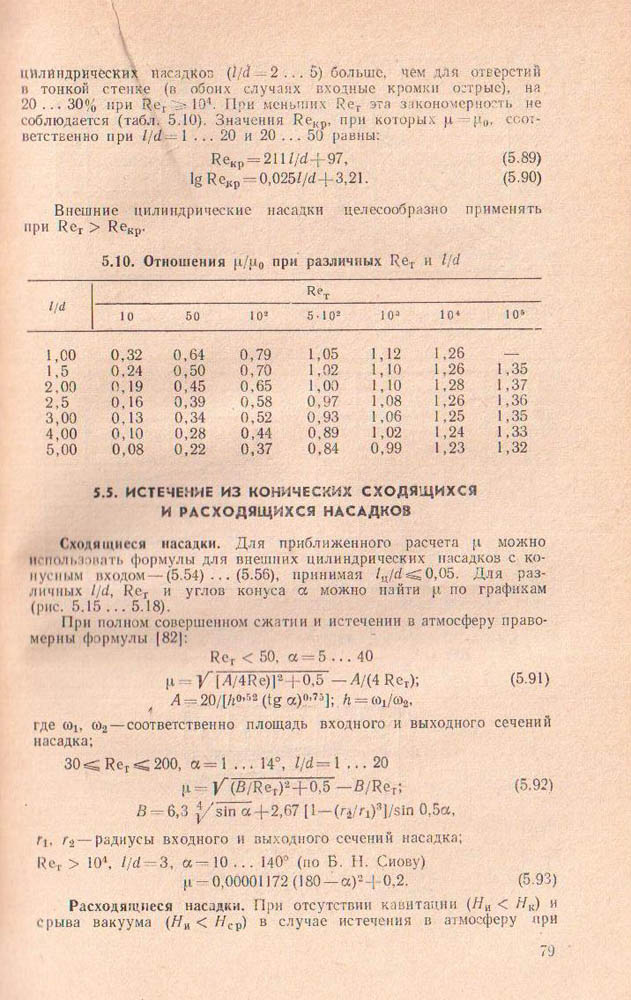 цилиндрических насадков (l/d = 2 . . . 5) больше, чем для отверстий
в тонкой стенке (в обоих случаях входные кромки острые), на
20 . . . 30% при Reт ⩾ 10⁴. При меньших Reт эта закономерность не
соблюдается (табл. 5.10). Значения Reкр, при которых μ = μ₀, соот-
ветственно при l/d = 1 . . . 20 и 20 . . . 50 равны:
Reкр = 211 l/d + 97, (5.89)
lg Reкр = 0,025 l/d + 3,21. (5.90)
Внешние цилиндрические насадки целесообразно применять
при Reт > Reкр.
5.10. Отношения μ/μ₀ при различных Reт и l/d
l/d Reт
10 50 10² 5·10² 10³ 10⁴ 10⁵
1,00 0,32 0,64 0,79 1,05 1,12 1,26 —
1,5 0,24 0,50 0,70 1,02 1,10 1,26 1,35
2,00 0,19 0,45 0,65 1,00 1,10 1,28 1,37
2,5 0,16 0,39 0,58 0,97 1,08 1,26 1,36
3,00 0,13 0,34 0,52 0,93 1,06 1,25 1,35
4,00 0,10 0,28 0,44 0,89 1,02 1,24 1,33
5,00 0,08 0,22 0,37 0,84 0,99 1,23 1,32
5.5. ИСТЕЧЕНИЕ ИЗ КОНИЧЕСКИХ СХОДЯЩИХСЯ
И РАСХОДЯЩИХСЯ НАСАДКОВ
Сходящиеся насадки. Для приближенного расчета μ можно
использовать формулы для внешних цилиндрических насадков с ко-
нусным входом — (5.54) . . . (5.56), принимая lц/d ⩽ 0,05. Для раз-
личных l/d, Reт и углов конуса α можно найти μ по графикам
(рис. 5.15 . . . 5.18).
При полном совершенном сжатии и истечении в атмосферу право-
мерны формулы [82]:
Reт < 50, α = 5 . . . 40
μ = √[A/4Re)]² + 0,5 — A/(4 Reт); (5.91)
A = 20/[h⁰·⁵² (tg α)⁰·⁷⁵]; h = ω₁/ω₂,
где ω₁, ω₂ — соответственно площадь входного и выходного сечений
насадка;
30 ⩽ Reт ⩽ 200, α = 1 . . . 14°, l/d = 1 . . . 20
μ = √(B/Reт)² + 0,5 — B/Reт; (5.92)
B = 6,3 ∜sin α + 2,67 [1 — (r₂/r₁)³]/sin 0,5α,
r₁, r₂ — радиусы входного и выходного сечений насадка;
Reт > 10⁴, l/d = 3, α = 10 . . . 140° (по Б. Н. Сиову)
μ = 0,00001172 (180 — α)² + 0,2. (5.93)
Расходящиеся насадки. При отсутствии кавитации (Hи < Hк) и
срыва вакуума (Hи < Hср) в случае истечения в атмосферу при
79